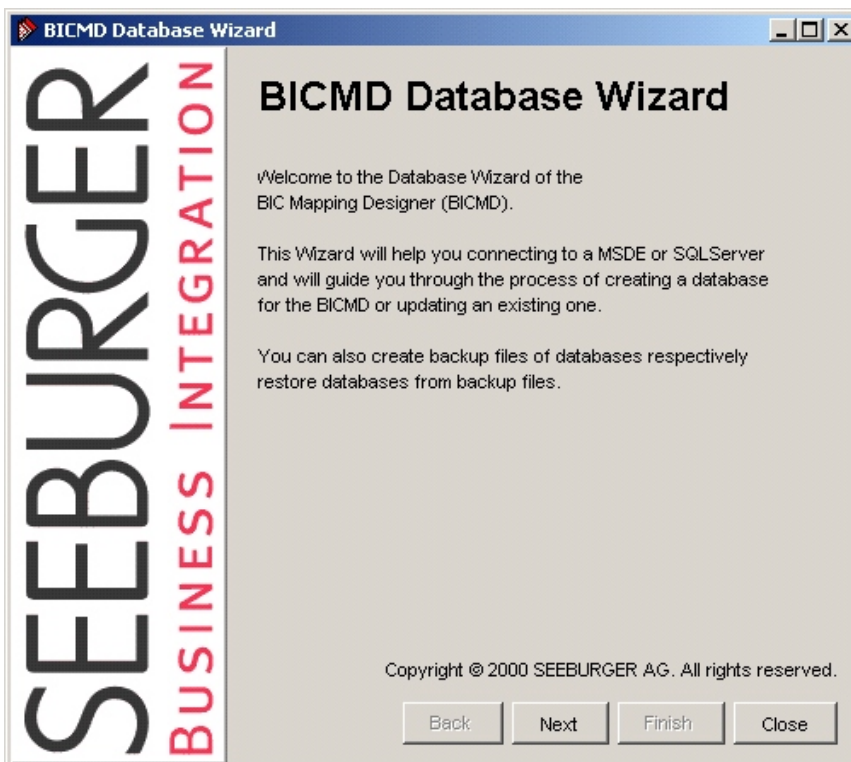 BICMD Database Wizard
SEEBURGER
BUSINESS INTEGRATION
BICMD Database Wizard
Welcome to the Database Wizard of the
BIC Mapping Designer (BICMD).
This Wizard will help you connecting to a MSDE or SQLServer
and will guide you through the process of creating a database
for the BICMD or updating an existing one.
You can also create backup files of databases respectively
restore databases from backup files.
Copyright © 2000 SEEBURGER AG. All rights reserved.
Back Next Finish Close